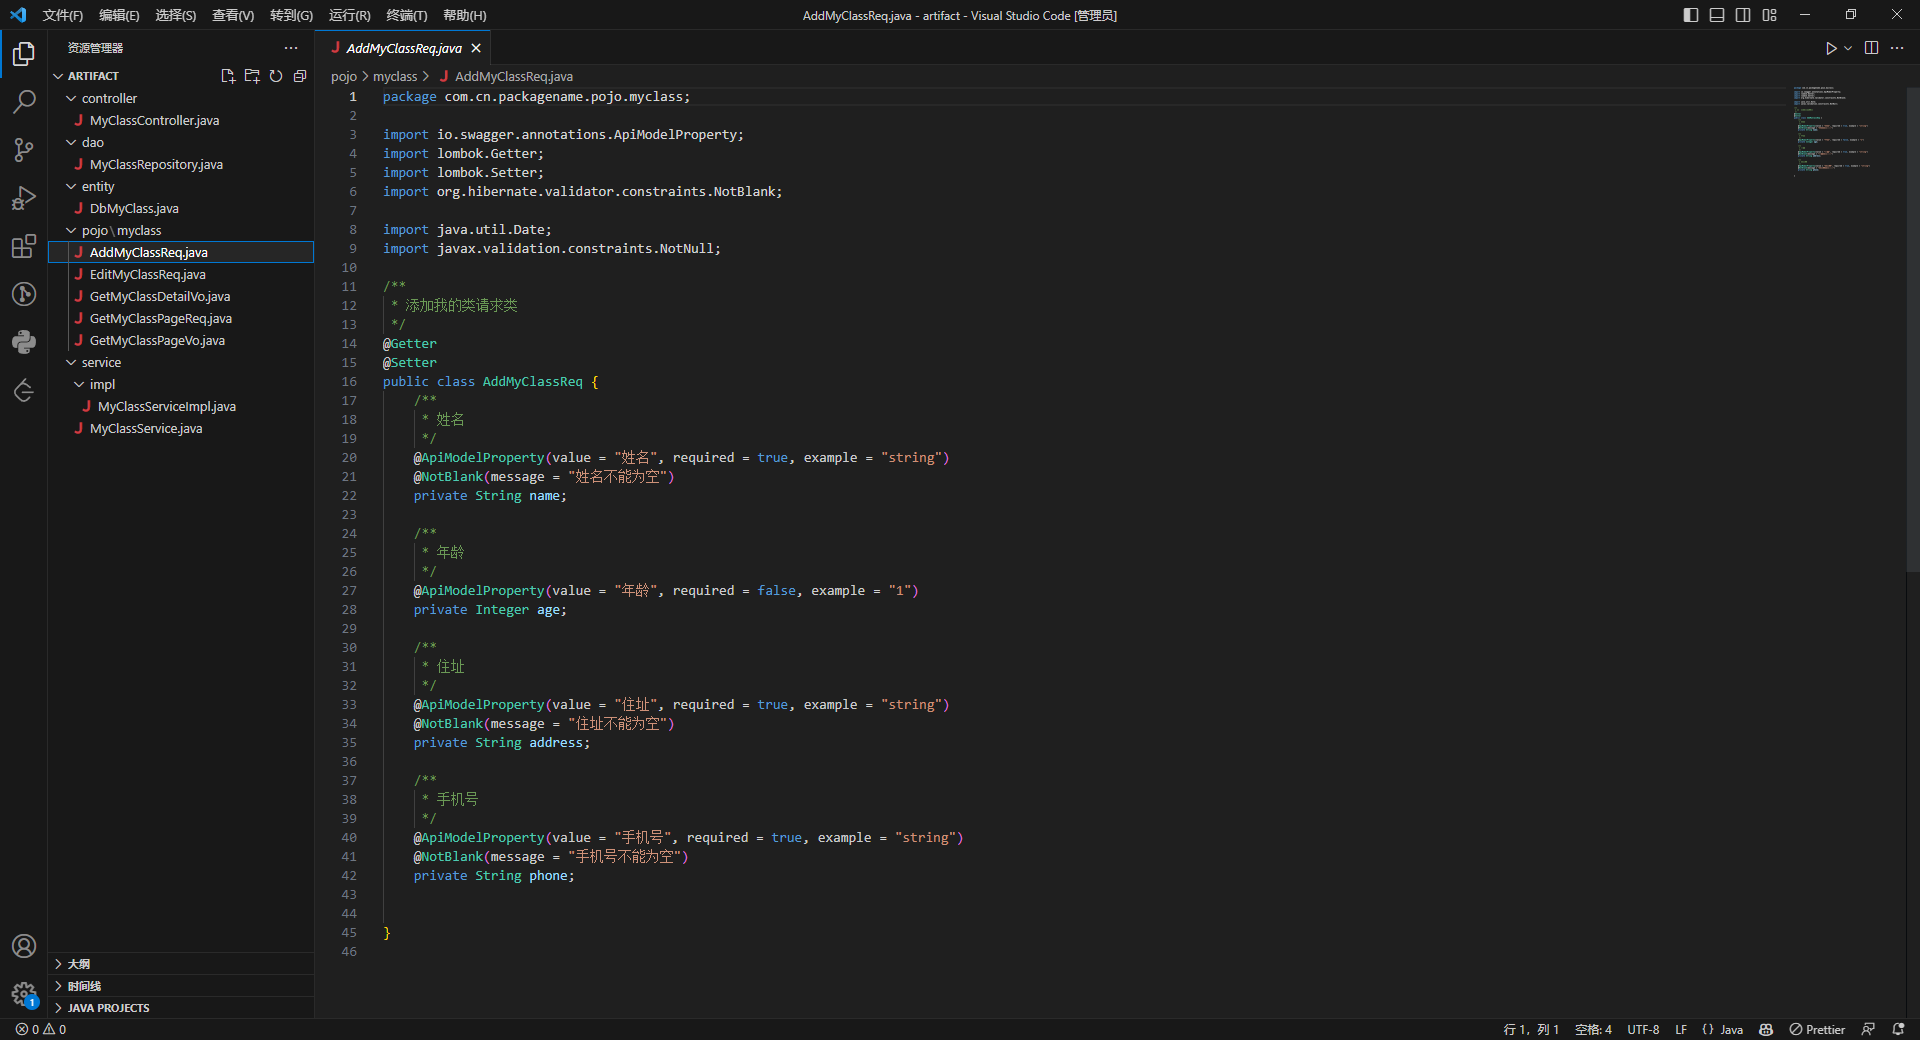 文件(F) 编辑(E) 选择(S) 查看(V) 转到(G) 运行(R) 终端(T) 帮助(H)
AddMyClassReq.java - artifact - Visual Studio Code [管理员]
资源管理器
ARTIFACT
controller
MyClassController.java
dao
MyClassRepository.java
entity
DbMyClass.java
pojo\myclass
AddMyClassReq.java
EditMyClassReq.java
GetMyClassDetailVo.java
GetMyClassPageReq.java
GetMyClassPageVo.java
service
impl
MyClassServiceImpl.java
MyClassService.java
大纲
时间线
JAVA PROJECTS
1
AddMyClassReq.java
pojo > myclass > AddMyClassReq.java
1 package com.cn.packagename.pojo.myclass;
2
3 import io.swagger.annotations.ApiModelProperty;
4 import lombok.Getter;
5 import lombok.Setter;
6 import org.hibernate.validator.constraints.NotBlank;
7
8 import java.util.Date;
9 import javax.validation.constraints.NotNull;
10
11 /**
12 * 添加我的类请求类
13 */
14 @Getter
15 @Setter
16 public class AddMyClassReq {
17 /**
18 * 姓名
19 */
20 @ApiModelProperty(value = "姓名", required = true, example = "string")
21 @NotBlank(message = "姓名不能为空")
22 private String name;
23
24 /**
25 * 年龄
26 */
27 @ApiModelProperty(value = "年龄", required = false, example = "1")
28 private Integer age;
29
30 /**
31 * 住址
32 */
33 @ApiModelProperty(value = "住址", required = true, example = "string")
34 @NotBlank(message = "住址不能为空")
35 private String address;
36
37 /**
38 * 手机号
39 */
40 @ApiModelProperty(value = "手机号", required = true, example = "string")
41 @NotBlank(message = "手机号不能为空")
42 private String phone;
43
44
45 }
46
0 0
行 1，列 1 空格: 4 UTF-8 LF {} Java Prettier